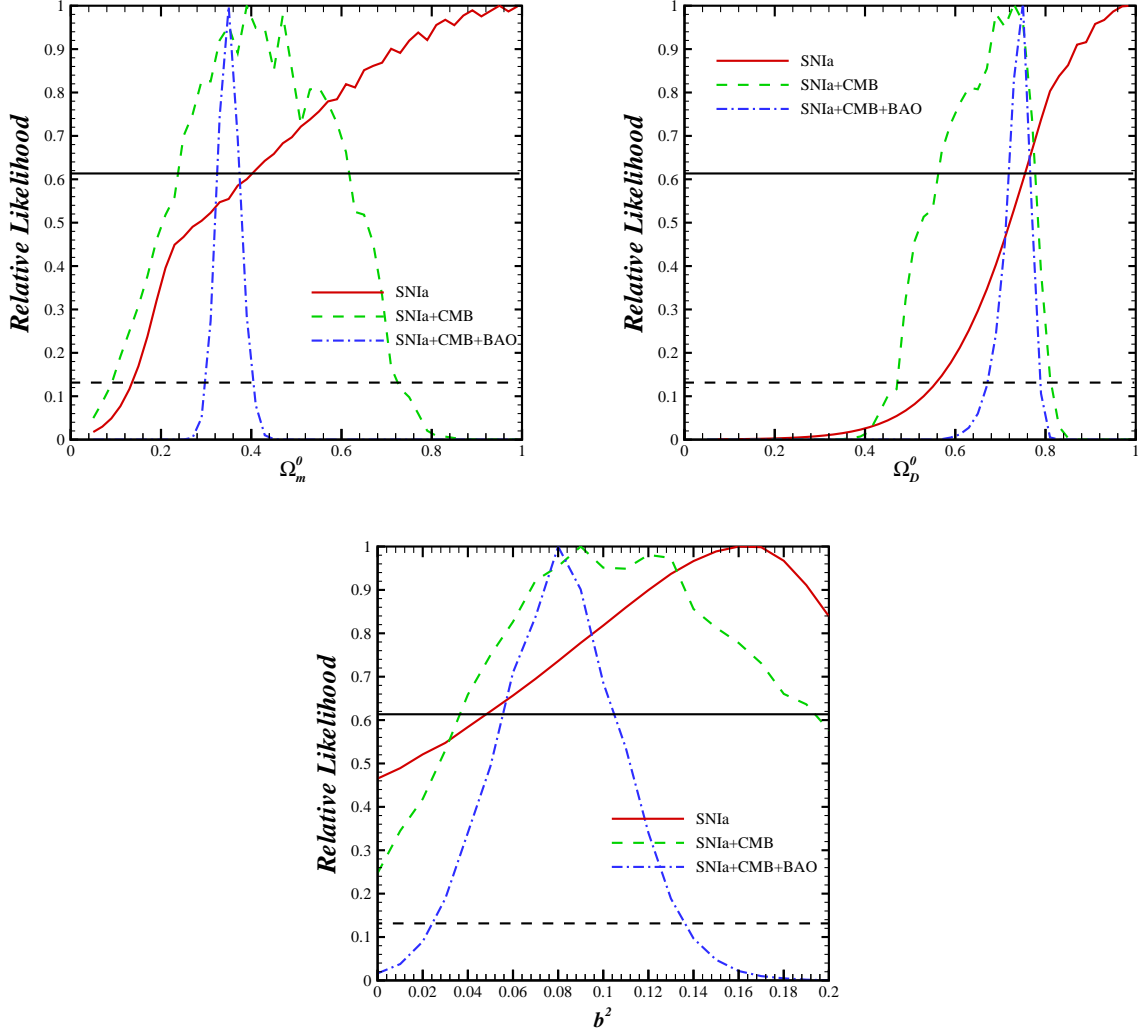 Relative Likelihood
1
0.9
0.8
0.7
0.6
0.5
0.4
0.3
0.2
0.1
0
SNIa
SNIa+CMB
SNIa+CMB+BAO
0 0.2 0.4 0.6 0.8 1
Ω_m^0
Relative Likelihood
1
0.9
0.8
0.7
0.6
0.5
0.4
0.3
0.2
0.1
0
SNIa
SNIa+CMB
SNIa+CMB+BAO
0 0.2 0.4 0.6 0.8 1
Ω_D^0
Relative Likelihood
1
0.9
0.8
0.7
0.6
0.5
0.4
0.3
0.2
0.1
0
SNIa
SNIa+CMB
SNIa+CMB+BAO
0 0.02 0.04 0.06 0.08 0.1 0.12 0.14 0.16 0.18 0.2
b^2